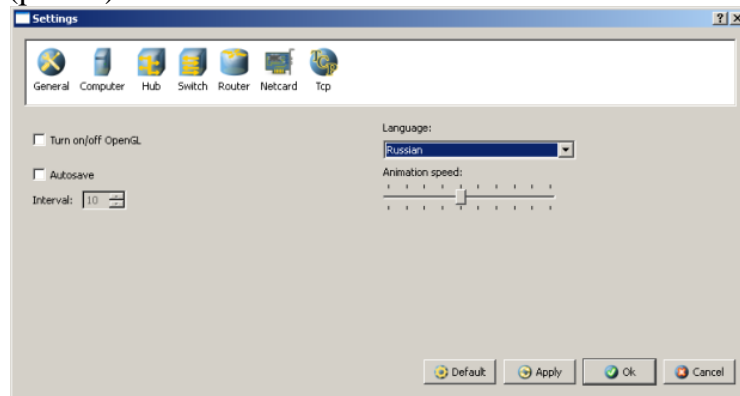 Settings
General Computer Hub Switch Router Netcard Tcp
Turn on/off OpenGL
Language:
Russian
Autosave
Animation speed:
Interval: 10
Default Apply Ok Cancel